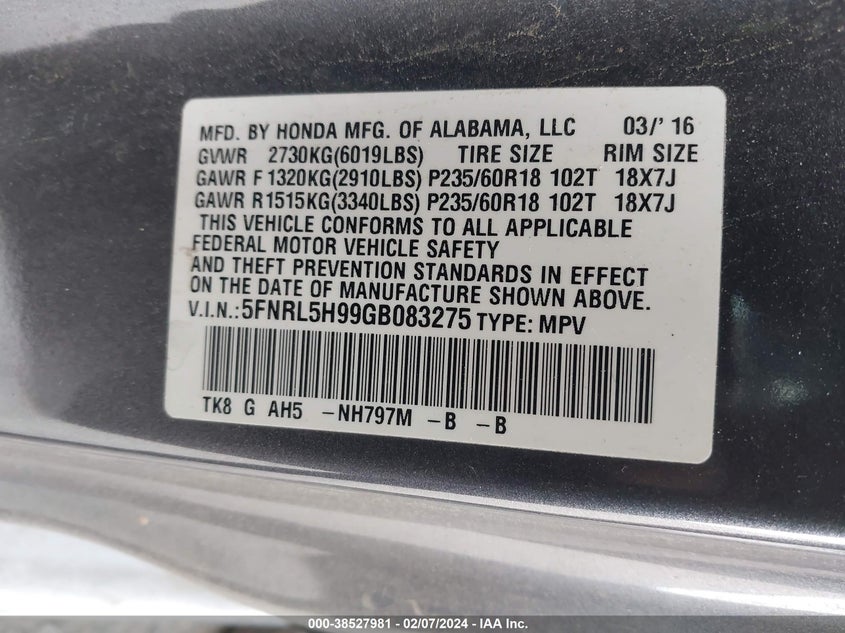 MFD. BY HONDA MFG. OF ALABAMA, LLC 03/' 16
GVWR 2730KG(6019LBS) TIRE SIZE RIM SIZE
GAWR F 1320KG(2910LBS) P235/60R18 102T 18X7J
GAWR R1515KG(3340LBS) P235/60R18 102T 18X7J
THIS VEHICLE CONFORMS TO ALL APPLICABLE
FEDERAL MOTOR VEHICLE SAFETY
AND THEFT PREVENTION STANDARDS IN EFFECT
ON THE DATE OF MANUFACTURE SHOWN ABOVE.
V.I.N.:5FNRL5H99GB083275 TYPE: MPV
TK8 G AH5 -NH797M -B -B
000-38527981 - 02/07/2024 - IAA Inc.